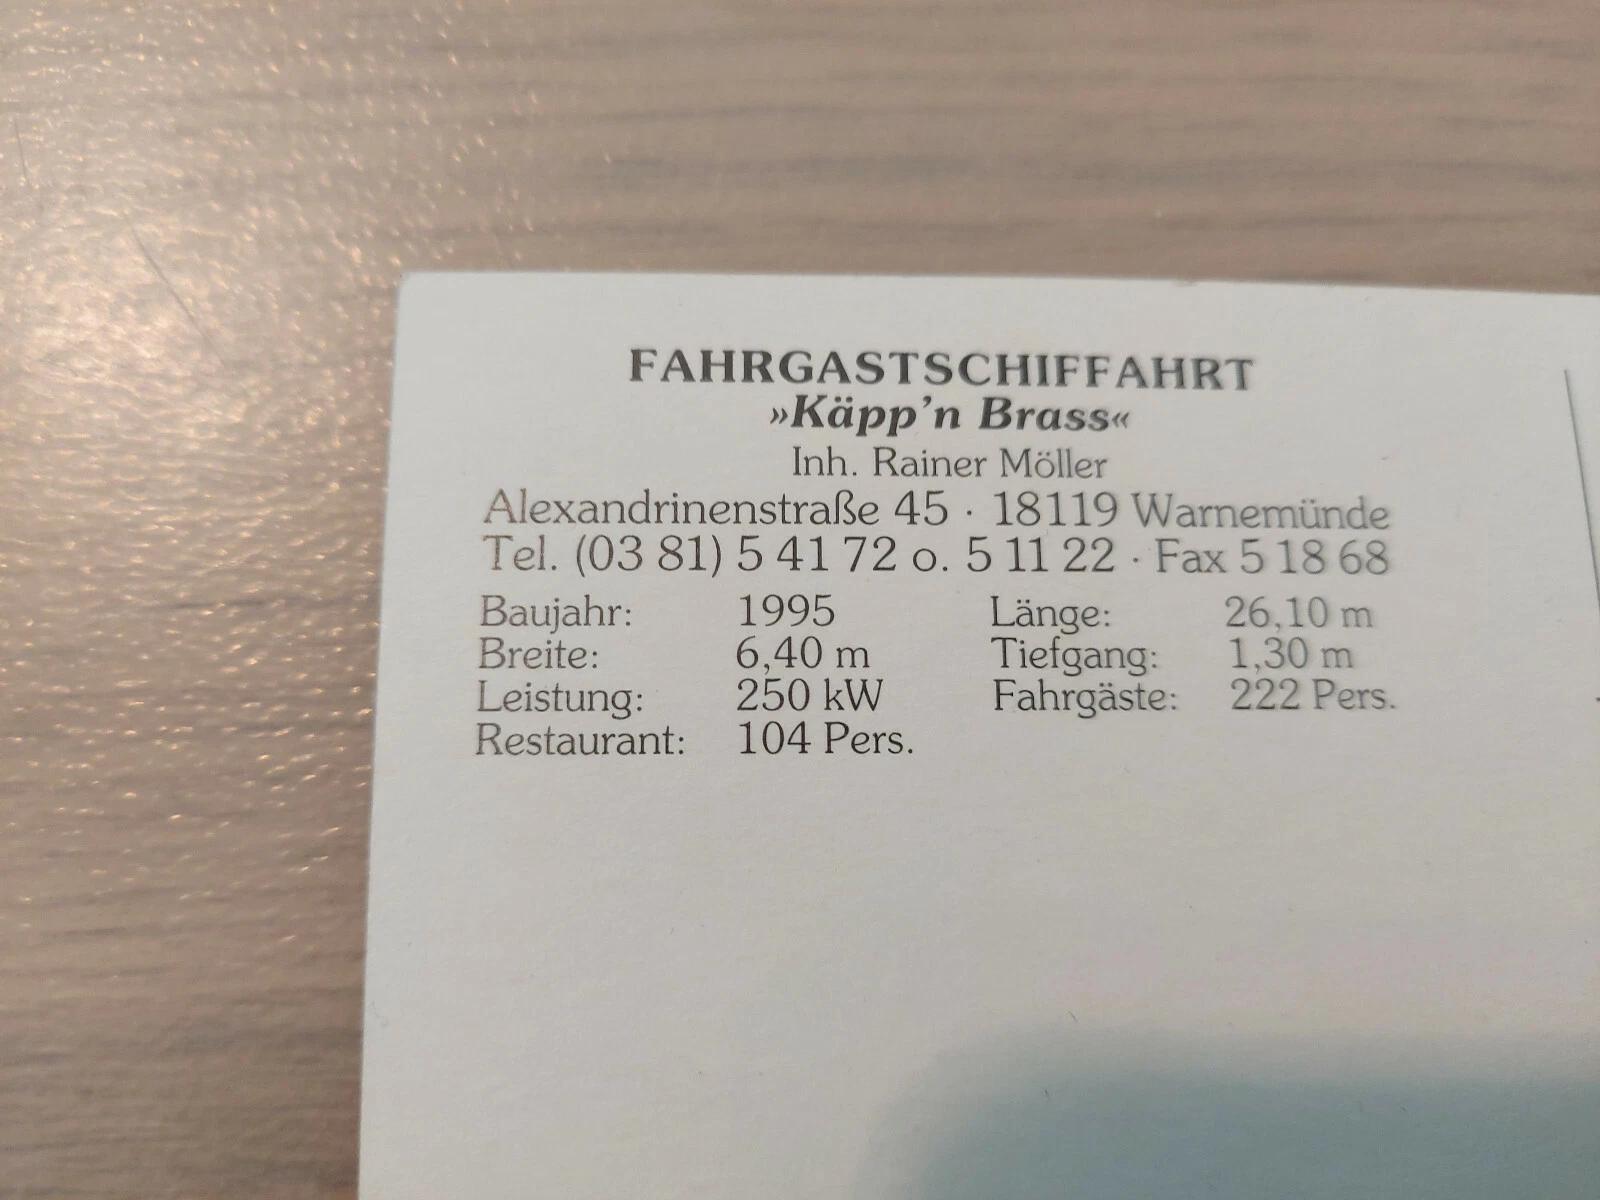 FAHRGASTSCHIFFAHRT
»Käpp’n Brass«
Inh. Rainer Möller
Alexandrinenstraße 45 · 18119 Warnemünde
Tel. (03 81) 5 41 72 o. 5 11 22 · Fax 5 18 68
Baujahr: 1995 Länge: 26,10 m
Breite: 6,40 m Tiefgang: 1,30 m
Leistung: 250 kW Fahrgäste: 222 Pers.
Restaurant: 104 Pers.